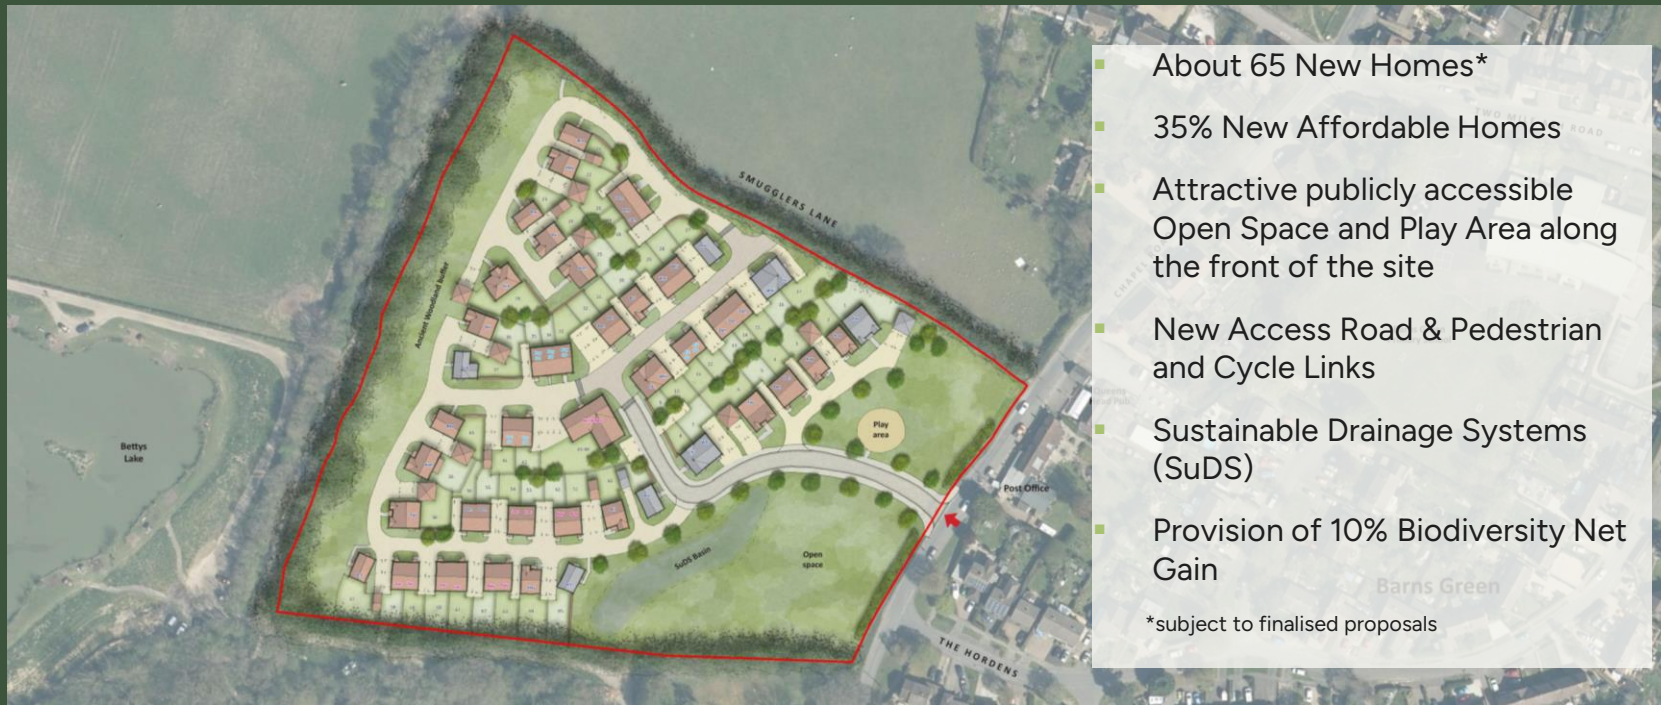 About 65 New Homes*
35% New Affordable Homes
Attractive publicly accessible
Open Space and Play Area along
the front of the site
New Access Road & Pedestrian
and Cycle Links
Sustainable Drainage Systems
(SuDS)
Provision of 10% Biodiversity Net
Gain
*subject to finalised proposals
SMUGGLERS LANE
Ancient Woodland Buffer
Bettys
Lake
Play
area
Post Office
SuDS Basin
Open
space
THE HORDENS
Barns Green